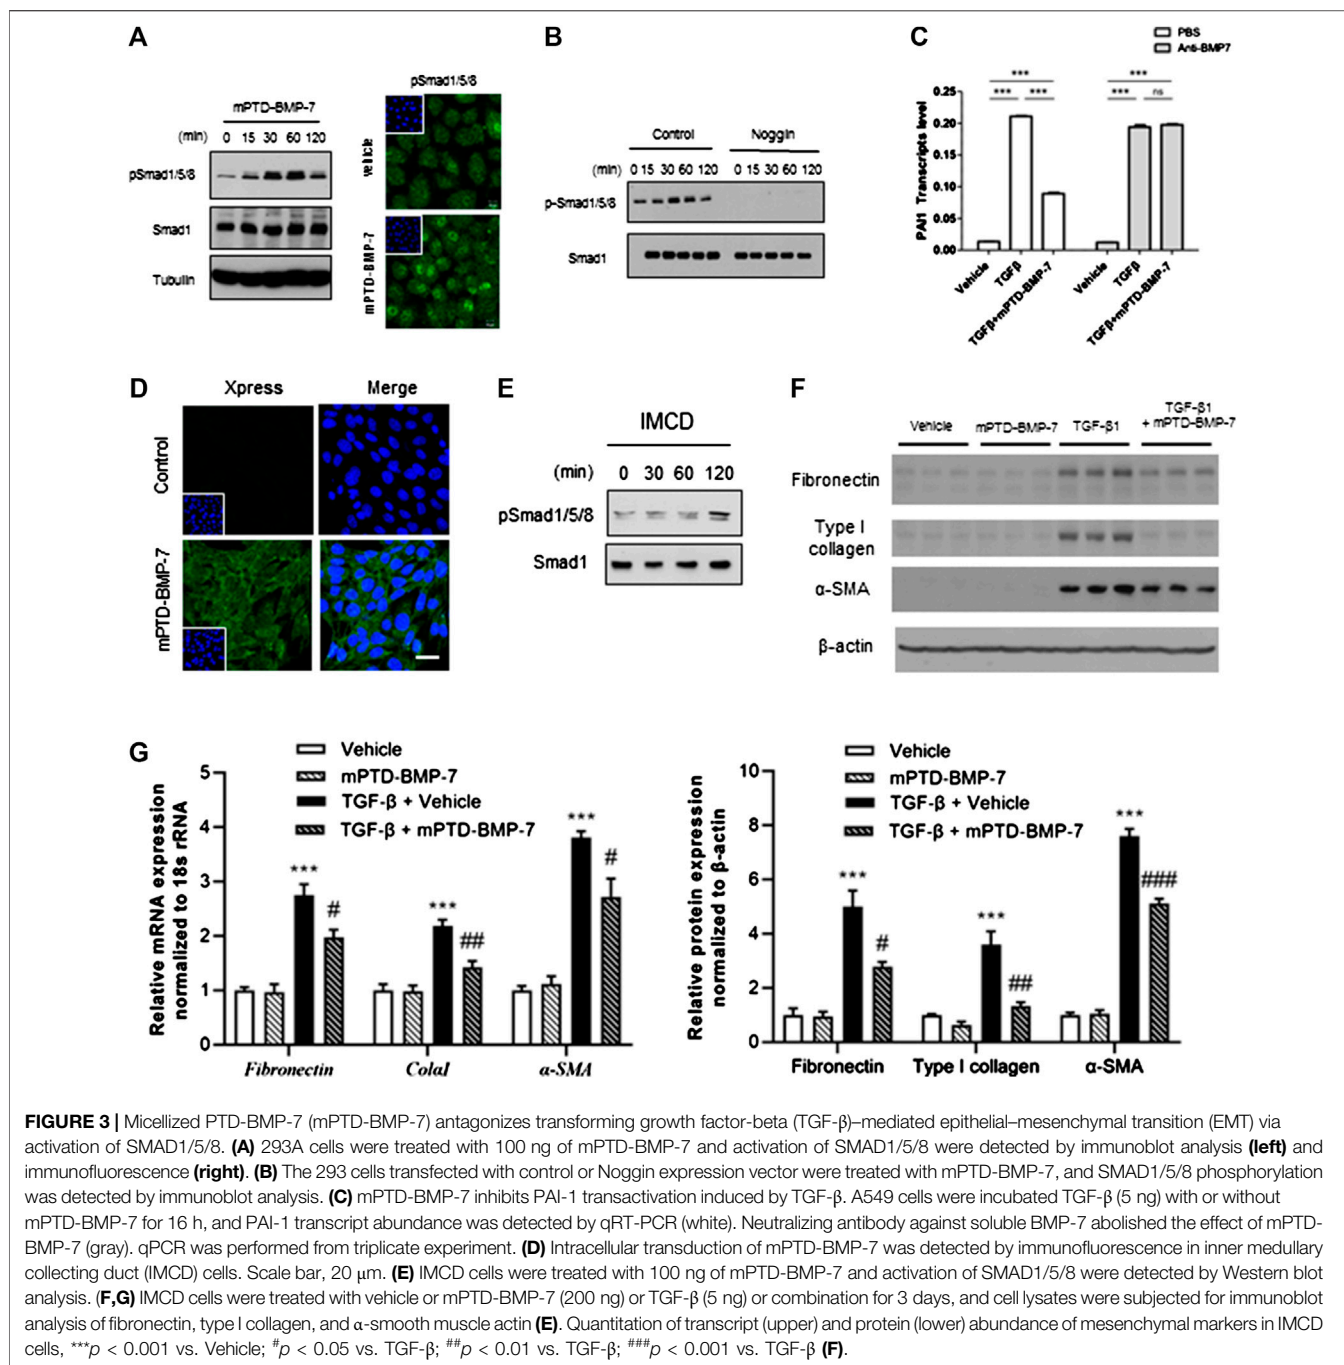 A
mPTD-BMP-7
(min) 0 15 30 60 120
pSmad1/5/8
Smad1
Tubulin
pSmad1/5/8
vehicle
mPTD-BMP-7
B
Control Noggin
(min) 0 15 30 60 120 0 15 30 60 120
p-Smad1/5/8
Smad1
C
PBS
Anti-BMP7
*** ***
*** *** *** ns
PAI1 Transcripts level
0.25
0.20
0.15
0.10
0.05
0.00
Vehicle
TGFβ
TGFβ+mPTD-BMP-7
Vehicle
TGFβ
TGFβ+mPTD-BMP-7
D
Xpress Merge
Control
mPTD-BMP-7
E
IMCD
(min) 0 30 60 120
pSmad1/5/8
Smad1
F
Vehicle mPTD-BMP-7 TGF-β1 TGF-β1
+ mPTD-BMP-7
Fibronectin
Type I
collagen
α-SMA
β-actin
G
Vehicle
mPTD-BMP-7
TGF-β + Vehicle
TGF-β + mPTD-BMP-7
Relative mRNA expression
normalized to 18s rRNA
5
4
3
2
1
0
*** # *** ## *** #
Fibronectin ColaI α-SMA
Vehicle
mPTD-BMP-7
TGF-β + Vehicle
TGF-β + mPTD-BMP-7
Relative protein expression
normalized to β-actin
10
8
6
4
2
0
*** # *** ## *** ###
Fibronectin Type I collagen α-SMA
FIGURE 3 | Micellized PTD-BMP-7 (mPTD-BMP-7) antagonizes transforming growth factor-beta (TGF-β)–mediated epithelial–mesenchymal transition (EMT) via
activation of SMAD1/5/8. (A) 293A cells were treated with 100 ng of mPTD-BMP-7 and activation of SMAD1/5/8 were detected by immunoblot analysis (left) and
immunofluorescence (right). (B) The 293 cells transfected with control or Noggin expression vector were treated with mPTD-BMP-7, and SMAD1/5/8 phosphorylation
was detected by immunoblot analysis. (C) mPTD-BMP-7 inhibits PAI-1 transactivation induced by TGF-β. A549 cells were incubated TGF-β (5 ng) with or without
mPTD-BMP-7 for 16 h, and PAI-1 transcript abundance was detected by qRT-PCR (white). Neutralizing antibody against soluble BMP-7 abolished the effect of mPTD-
BMP-7 (gray). qPCR was performed from triplicate experiment. (D) Intracellular transduction of mPTD-BMP-7 was detected by immunofluorescence in inner medullary
collecting duct (IMCD) cells. Scale bar, 20 μm. (E) IMCD cells were treated with 100 ng of mPTD-BMP-7 and activation of SMAD1/5/8 were detected by Western blot
analysis. (F,G) IMCD cells were treated with vehicle or mPTD-BMP-7 (200 ng) or TGF-β (5 ng) or combination for 3 days, and cell lysates were subjected for immunoblot
analysis of fibronectin, type I collagen, and α-smooth muscle actin (E). Quantitation of transcript (upper) and protein (lower) abundance of mesenchymal markers in IMCD
cells, ***p < 0.001 vs. Vehicle; #p < 0.05 vs. TGF-β; ##p < 0.01 vs. TGF-β; ###p < 0.001 vs. TGF-β (F).